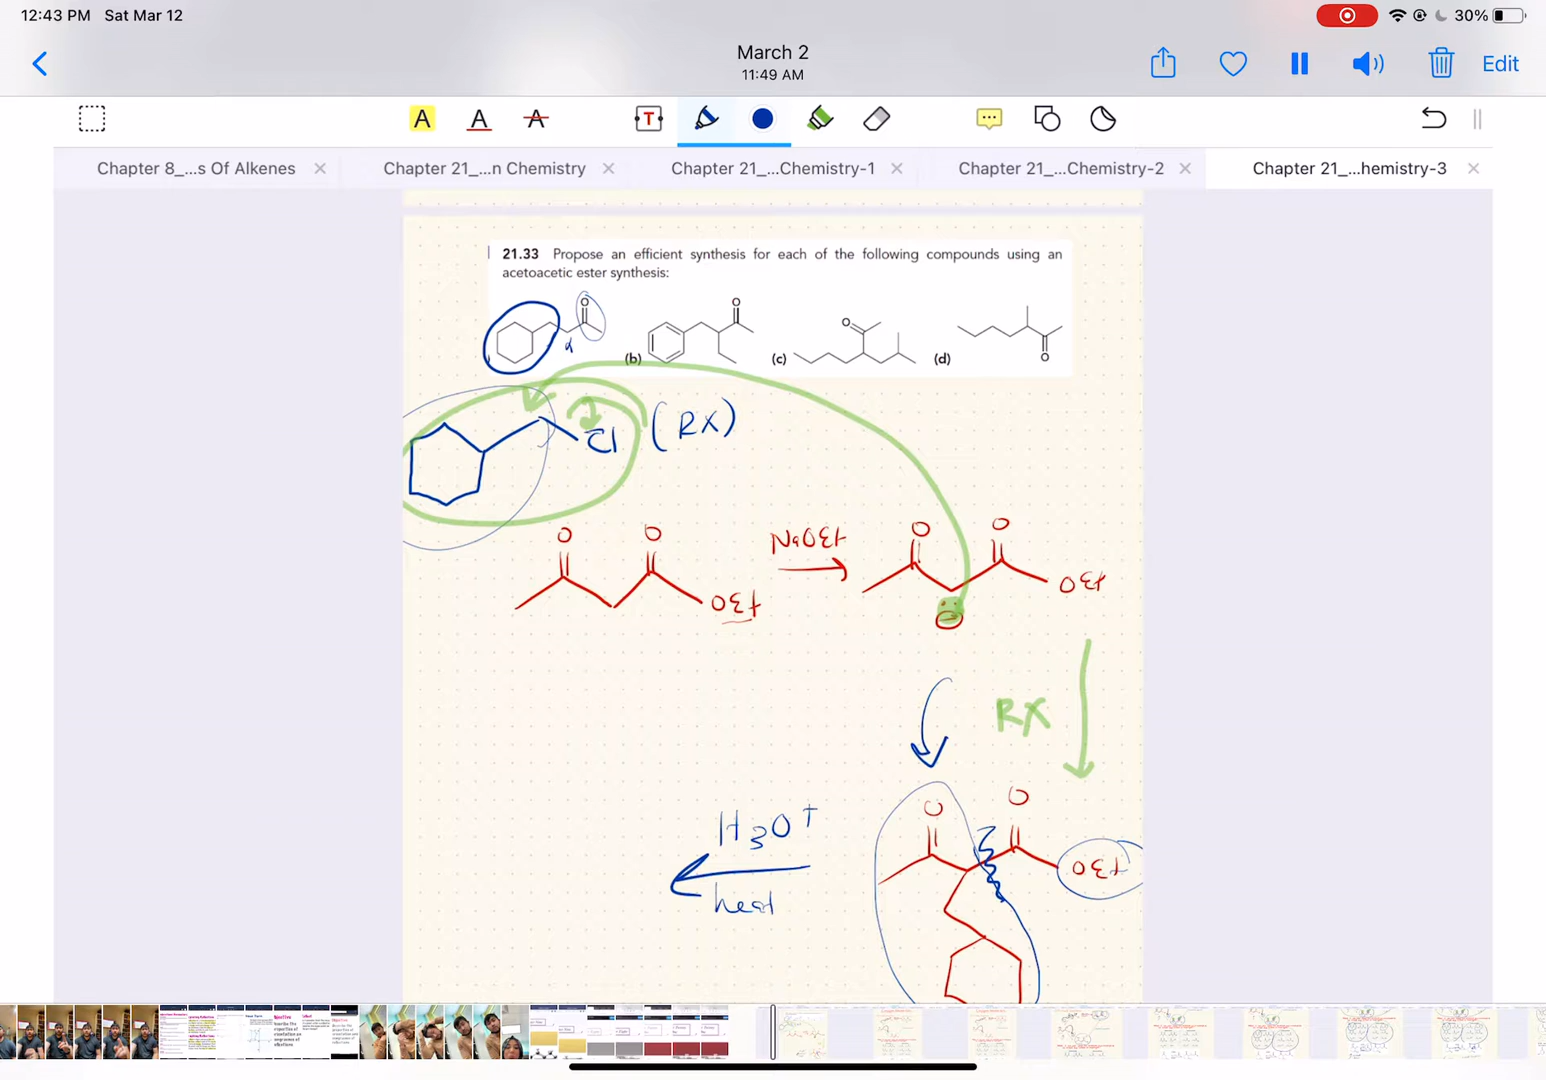 12:43 PM Sat Mar 12
30%
March 2
11:49 AM
Edit
A A A T
Chapter 8_...s Of Alkenes
Chapter 21_...n Chemistry
Chapter 21_...Chemistry-1
Chapter 21_...Chemistry-2
Chapter 21_...hemistry-3
21.33 Propose an efficient synthesis for each of the following compounds using an
acetoacetic ester synthesis:
O
O
O
O
α
(b)
(c)
(d)
Cl (RX)
O O
OEt
NaOEt
O O
OEt
RX
H3O+
heat
O O
OEt